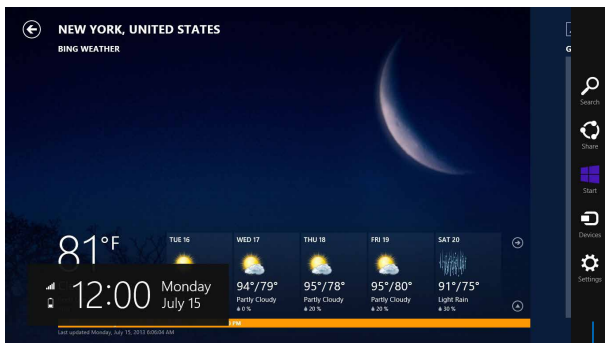 NEW YORK, UNITED STATES
BING WEATHER
G
Search
Share
Start
Devices
Settings
81°F
TUE 16
WED 17
THU 18
FRI 19
SAT 20
94°/79°
95°/78°
95°/80°
91°/75°
Partly Cloudy
Partly Cloudy
Partly Cloudy
Light Rain
0 %
20 %
20 %
30 %
12:00
Monday
July 15
PM
Last updated Monday, July 15, 2013 6:06:04 AM